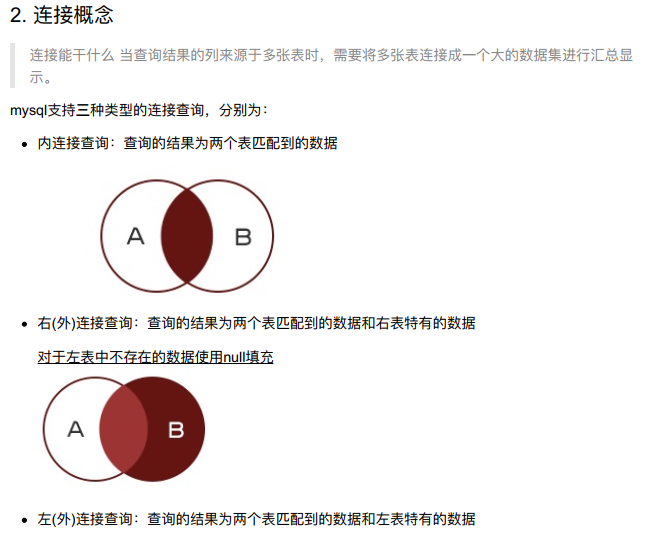 2. 连接概念
连接能干什么 当查询结果的列来源于多张表时，需要将多张表连接成一个大的数据集进行汇总显
示。
mysql支持三种类型的连接查询，分别为：
内连接查询：查询的结果为两个表匹配到的数据
A B
右(外)连接查询：查询的结果为两个表匹配到的数据和右表特有的数据
对于左表中不存在的数据使用null填充
A B
左(外)连接查询：查询的结果为两个表匹配到的数据和左表特有的数据